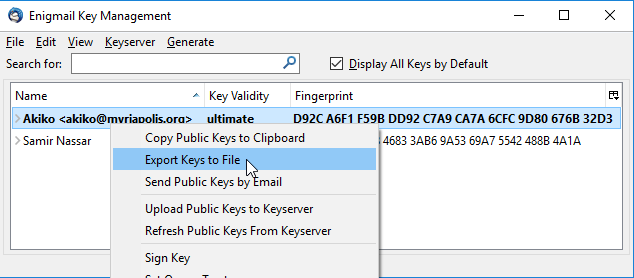 Enigmail Key Management
File Edit View Keyserver Generate
Search for: Display All Keys by Default
Name Key Validity Fingerprint
Akiko <akiko@myriapolis.org> ultimate D92C A6F1 F59B DD92 C7A9 CA7A 6CFC 9D80 676B 32D3
Samir Nassar 4683 3AB6 9A53 69A7 5542 488B 4A1A
Copy Public Keys to Clipboard
Export Keys to File
Send Public Keys by Email
Upload Public Keys to Keyserver
Refresh Public Keys From Keyserver
Sign Key